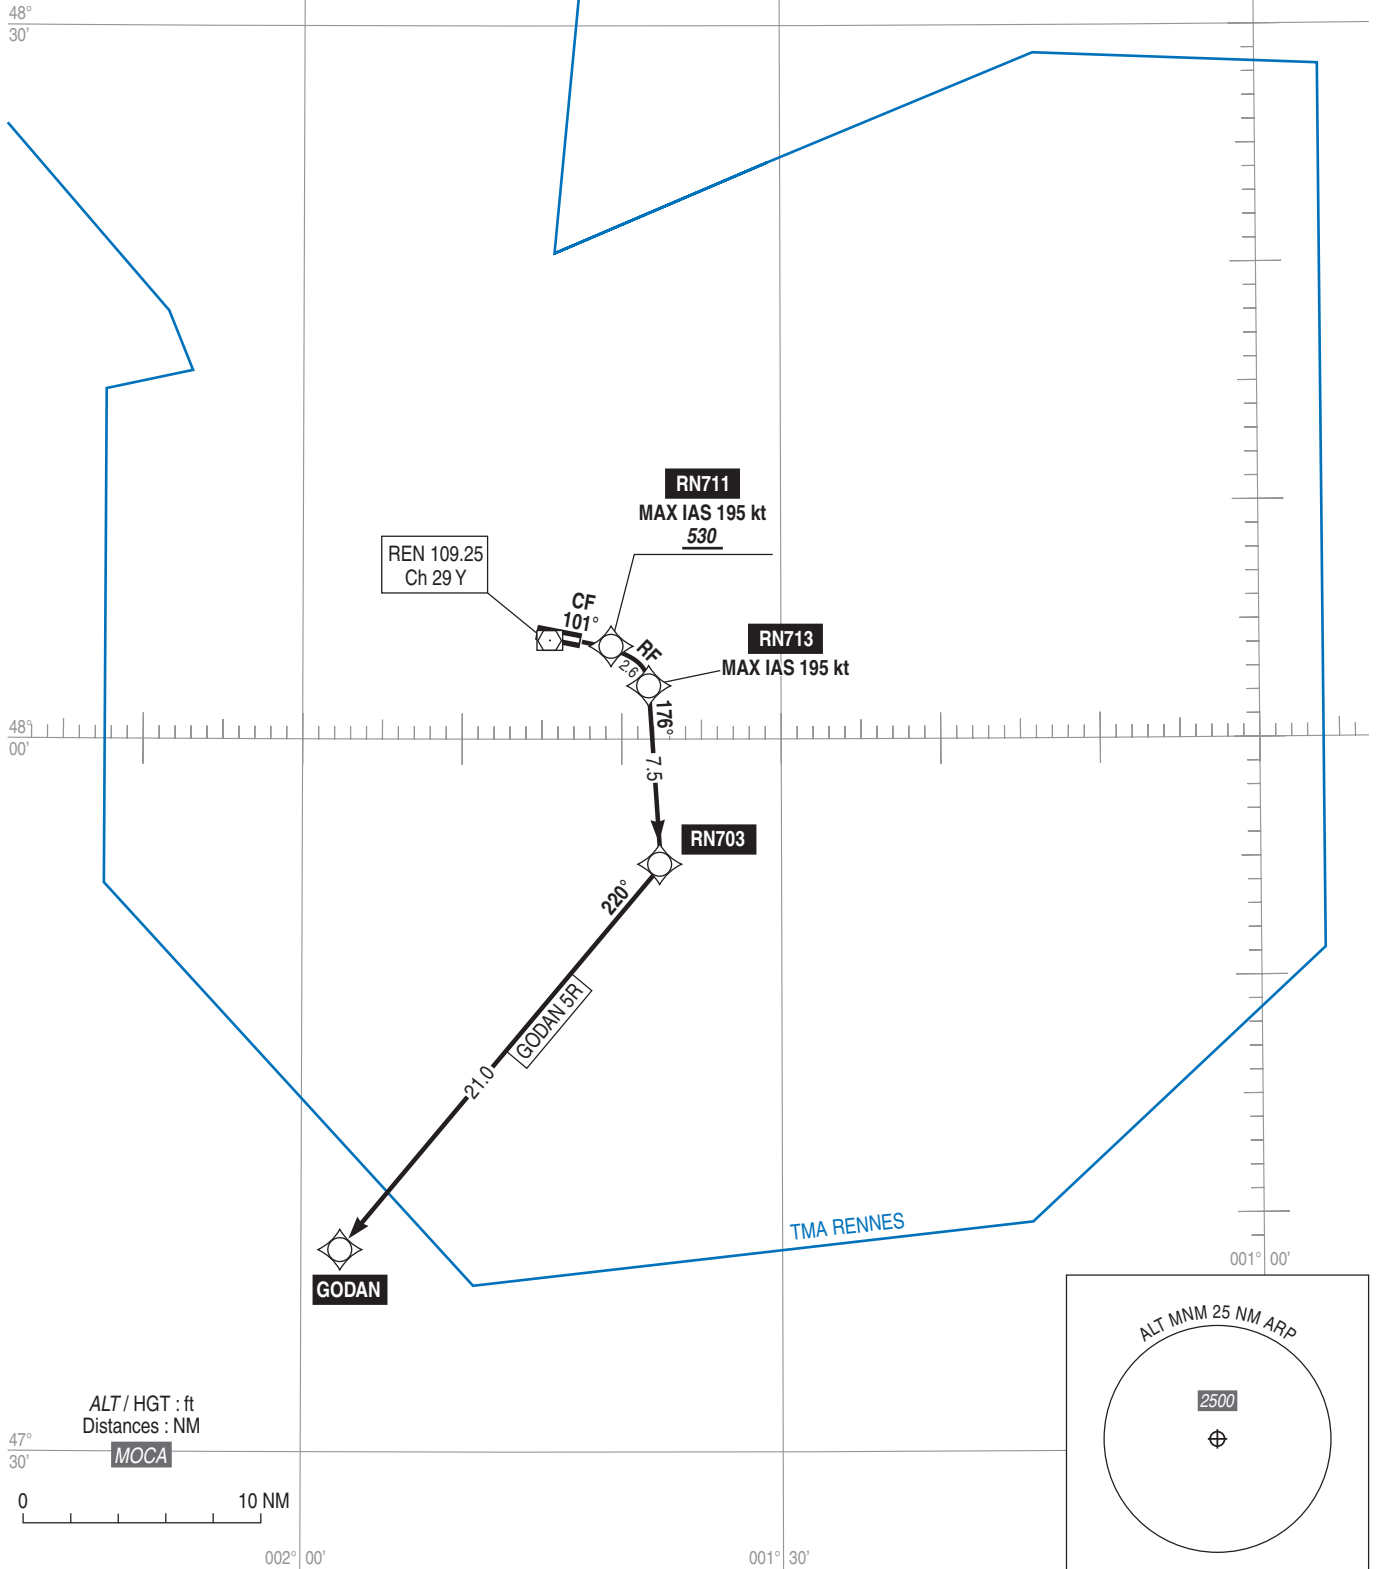 48°
30'
RN711
MAX IAS 195 kt
530
REN 109.25
Ch 29 Y
CF
101°
RF
2.6
RN713
MAX IAS 195 kt
176°
48°
00'
7.5
RN703
220°
GODAN 5R
21.0
TMA RENNES
GODAN
001° 00'
ALT MNM 25 NM ARP
2500
ALT / HGT : ft
Distances : NM
MOCA
47°
30'
0 10 NM
002° 00'
001° 30'